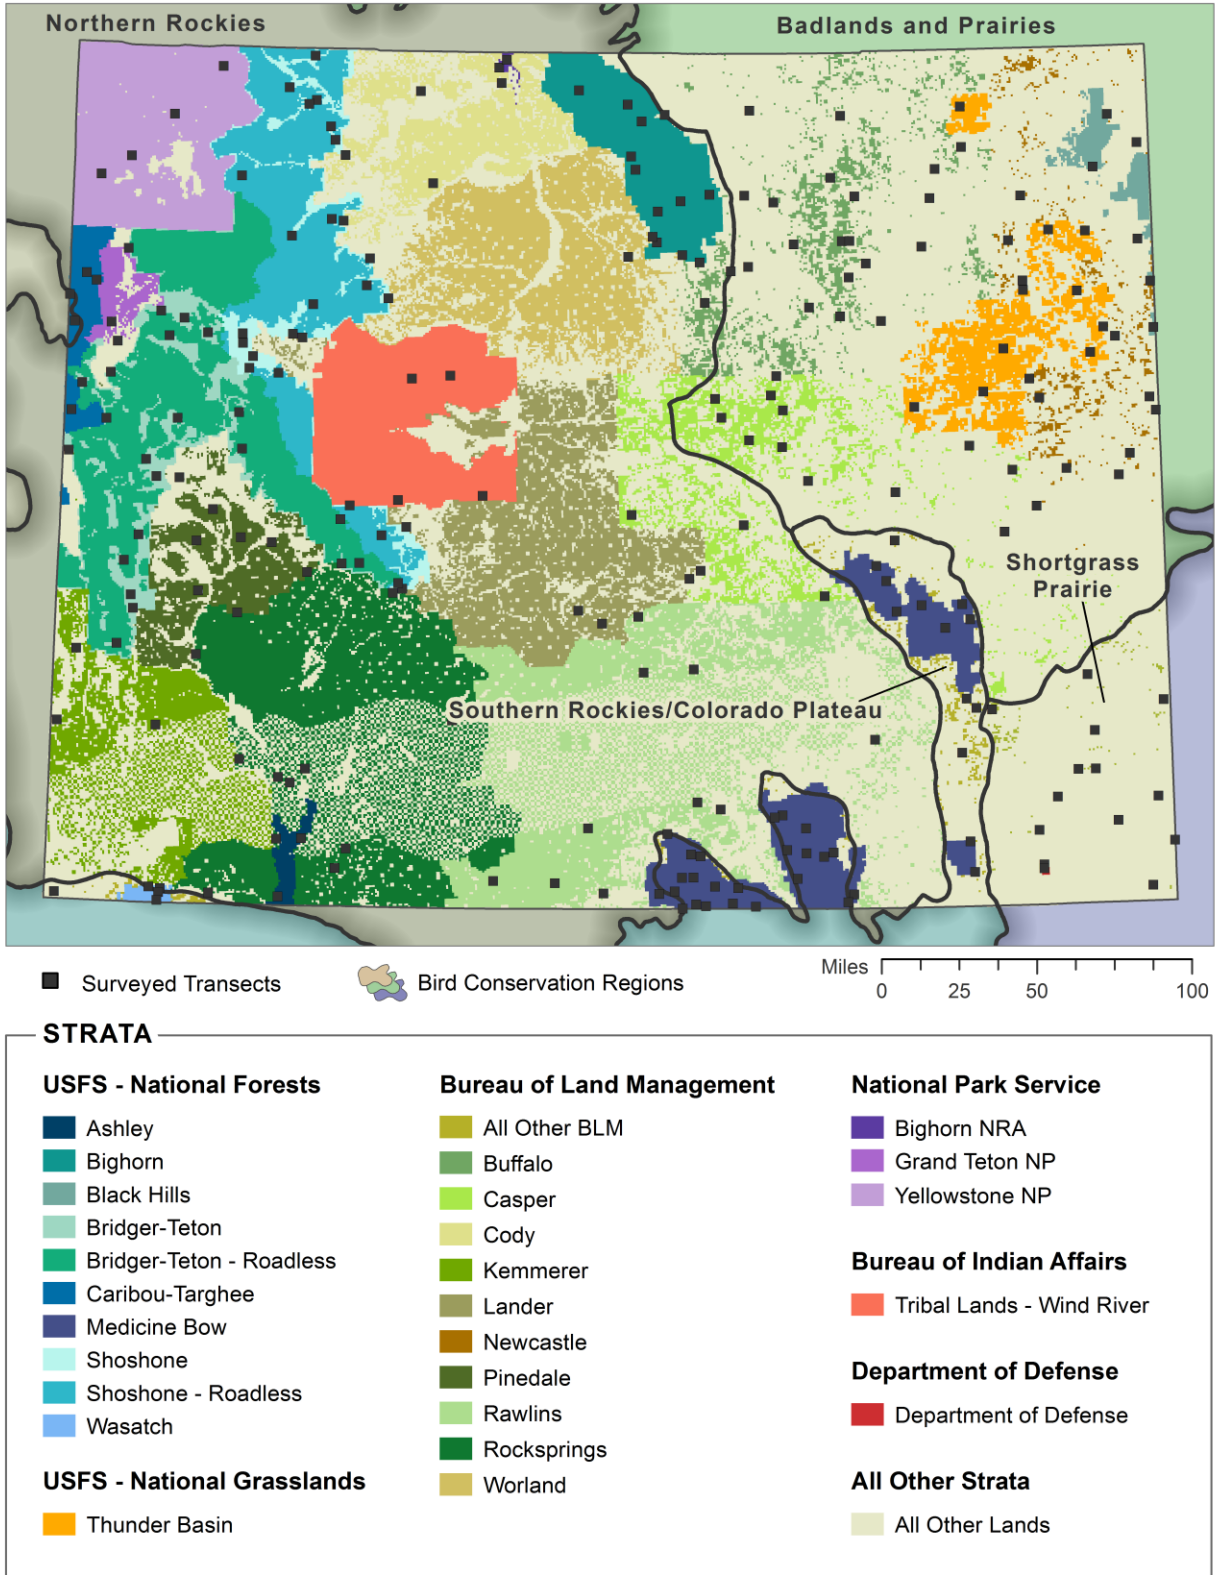 Northern Rockies
Badlands and Prairies
Shortgrass
Prairie
Southern Rockies/Colorado Plateau
Surveyed Transects
Bird Conservation Regions
Miles
0 25 50 100
STRATA
USFS - National Forests
Ashley
Bighorn
Black Hills
Bridger-Teton
Bridger-Teton - Roadless
Caribou-Targhee
Medicine Bow
Shoshone
Shoshone - Roadless
Wasatch
USFS - National Grasslands
Thunder Basin
Bureau of Land Management
All Other BLM
Buffalo
Casper
Cody
Kemmerer
Lander
Newcastle
Pinedale
Rawlins
Rocksprings
Worland
National Park Service
Bighorn NRA
Grand Teton NP
Yellowstone NP
Bureau of Indian Affairs
Tribal Lands - Wind River
Department of Defense
Department of Defense
All Other Strata
All Other Lands